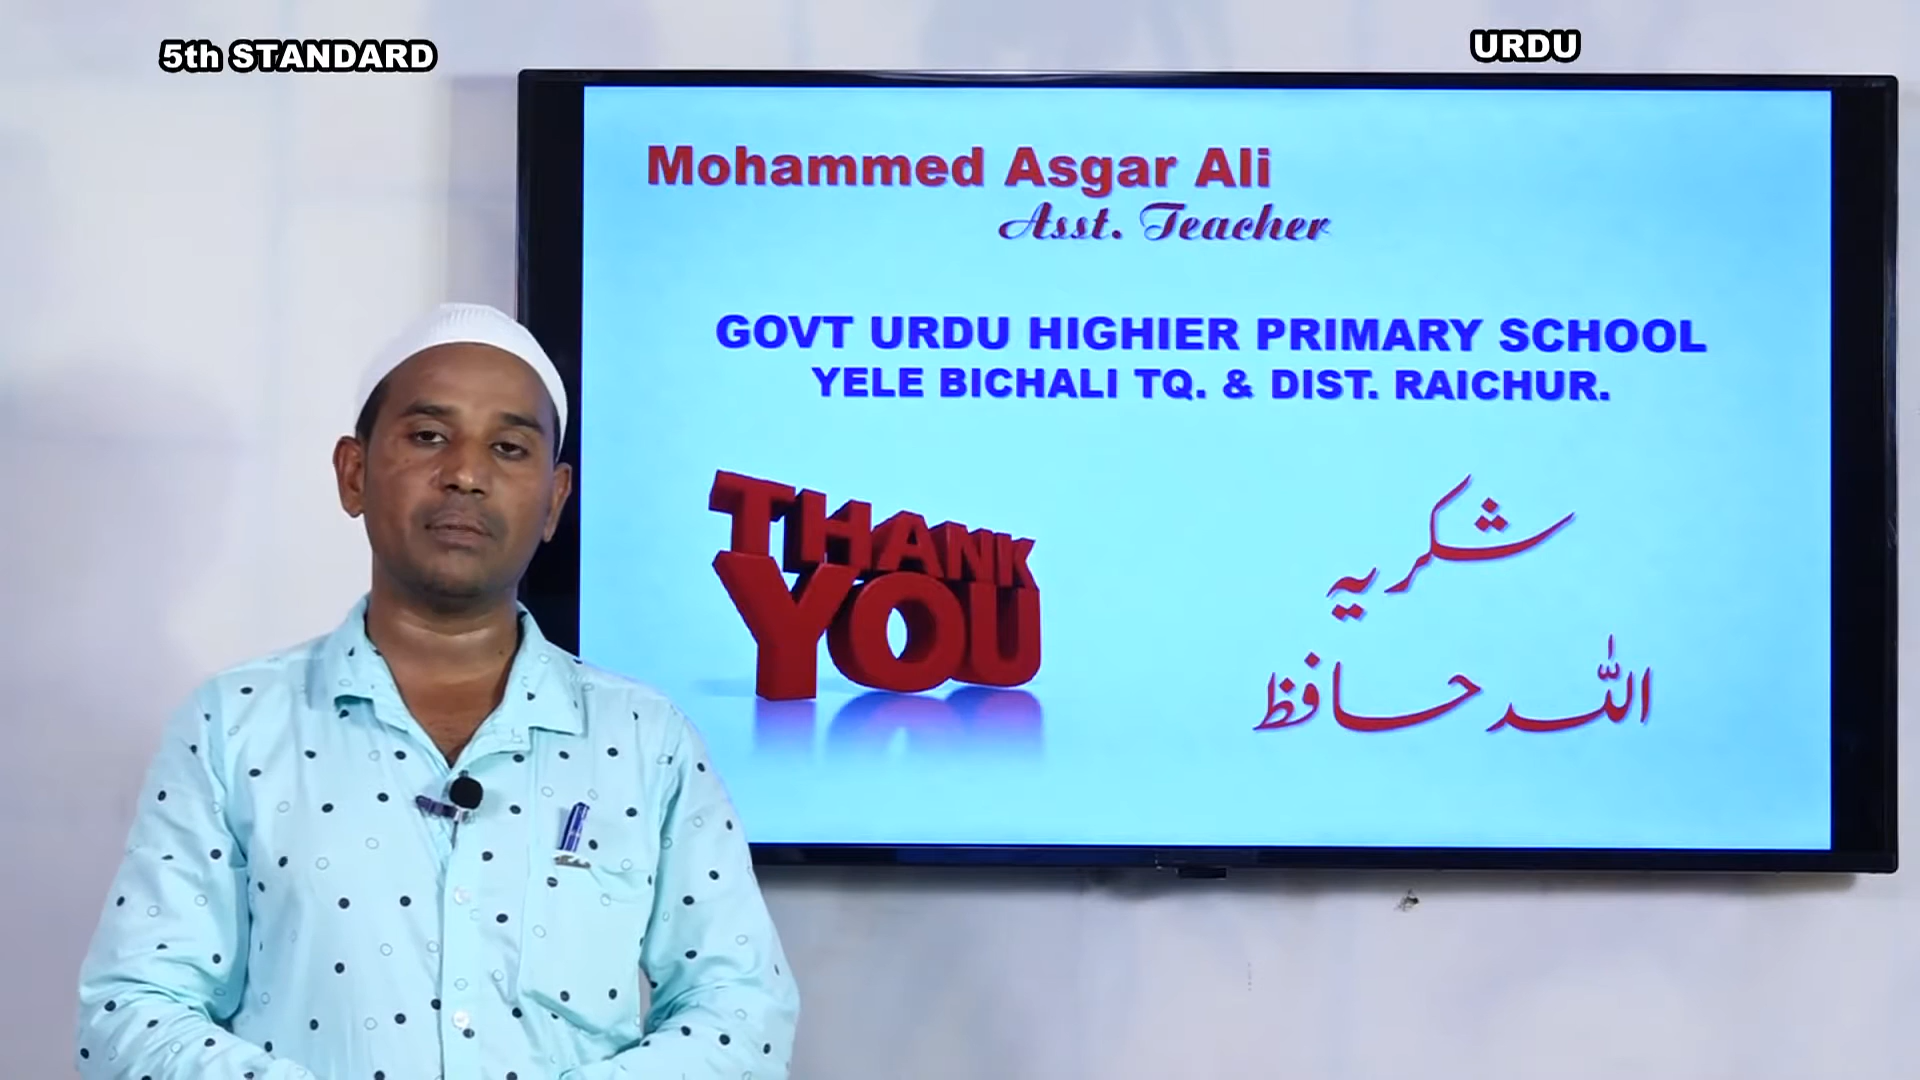 5th STANDARD
URDU
Mohammed Asgar Ali
Asst. Teacher
GOVT URDU HIGHIER PRIMARY SCHOOL
YELE BICHALI TQ. & DIST. RAICHUR.
THANK
YOU
شکریہ
اللہ حافظ